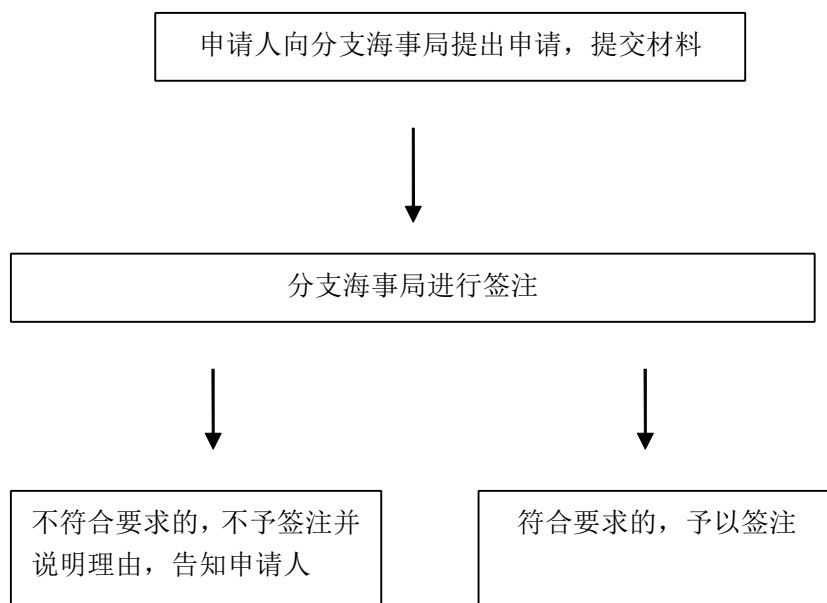 申请人向分支海事局提出申请，提交材料
分支海事局进行签注
不符合要求的，不予签注并
说明理由，告知申请人
符合要求的，予以签注